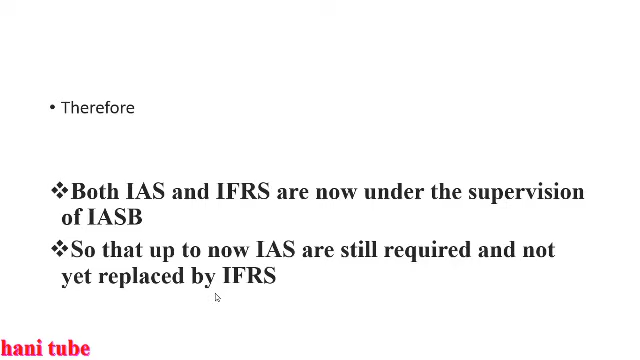 • Therefore
❖Both IAS and IFRS are now under the supervision
of IASB
❖So that up to now IAS are still required and not
yet replaced by IFRS
hani tube